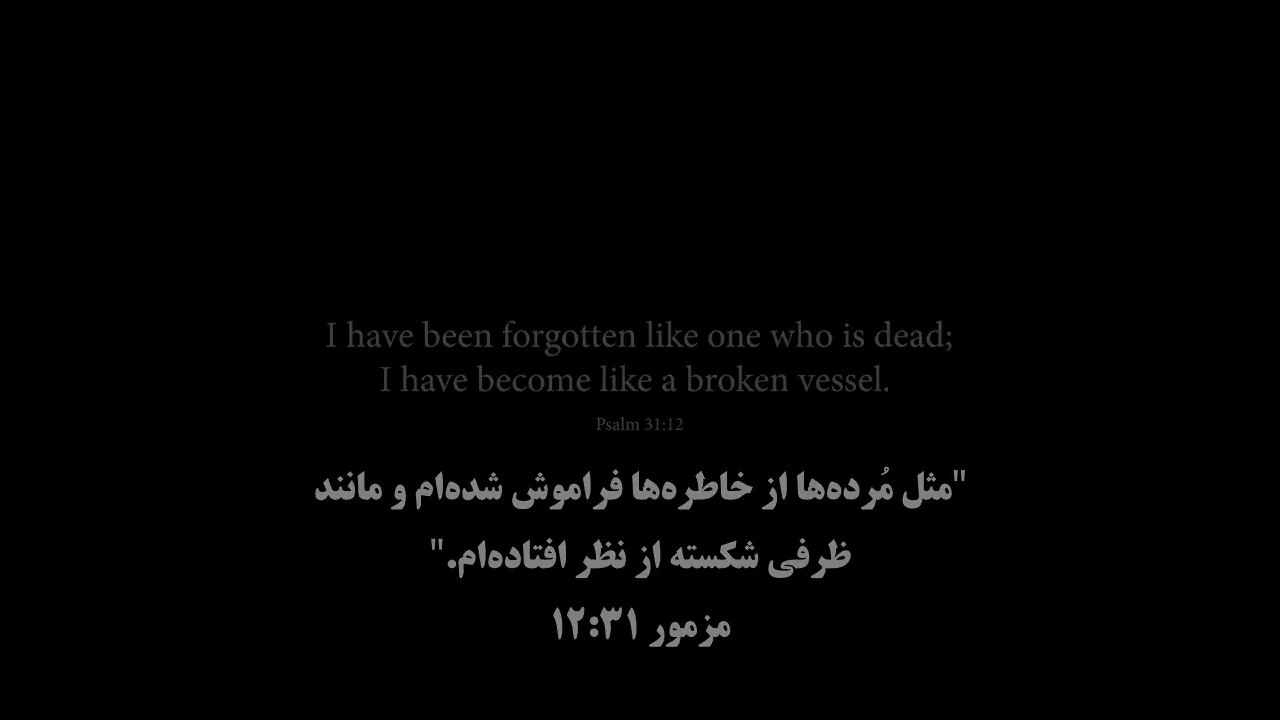 I have been forgotten like one who is dead;
I have become like a broken vessel.
Psalm 31:12
"مثل مُرده‌ها از خاطره‌ها فراموش شده‌ام و مانند
ظرفی شکسته از نظر افتاده‌ام."
مزمور ۱۲:۳۱